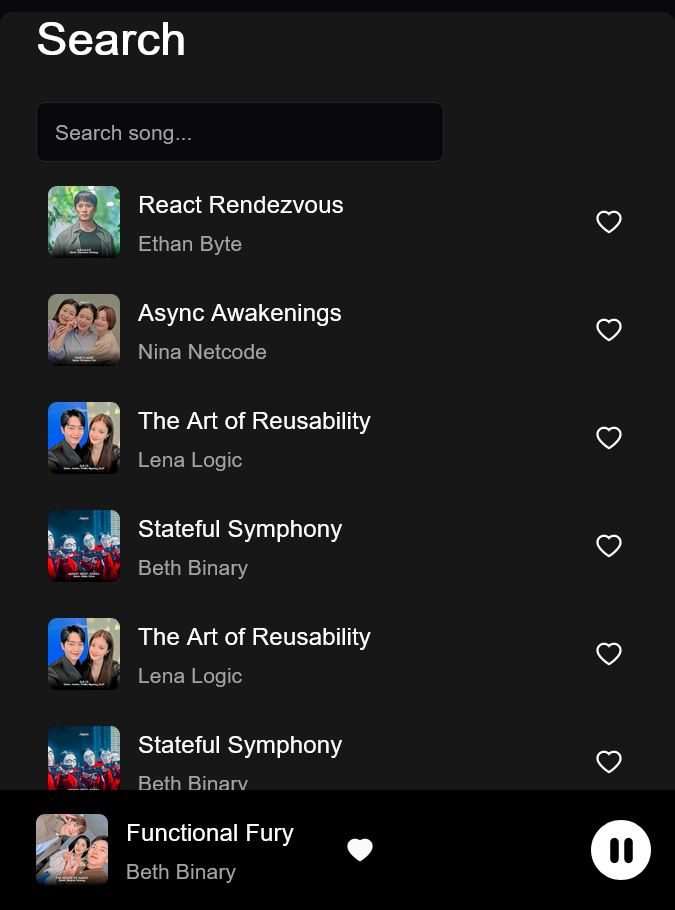 Search
Search song...
React Rendezvous
Ethan Byte
Async Awakenings
Nina Netcode
The Art of Reusability
Lena Logic
Stateful Symphony
Beth Binary
The Art of Reusability
Lena Logic
Stateful Symphony
Beth Binary
Functional Fury
Beth Binary